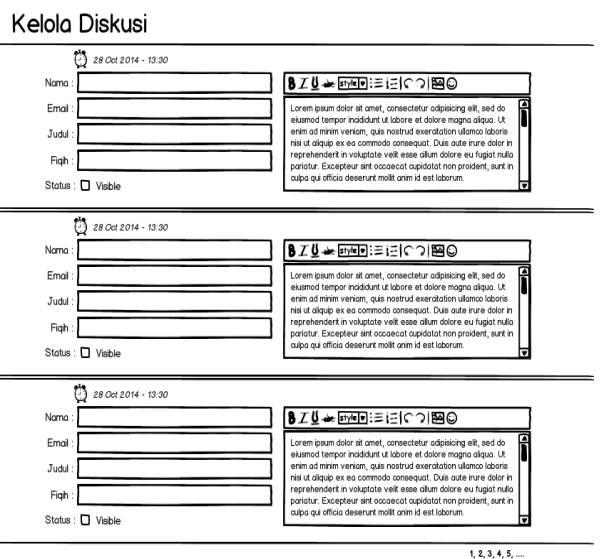 Kelola Diskusi
28 Oct 2014 - 13:30
Nama :
Email :
Judul :
Fiqih :
Status : Visible
B I U abc style
Lorem ipsum dolor sit amet, consectetur adipisicing elit, sed do
eiusmod tempor incididunt ut labore et dolore magna aliqua. Ut
enim ad minim veniam, quis nostrud exercitation ullamco laboris
nisi ut aliquip ex ea commodo consequat. Duis aute irure dolor in
reprehenderit in voluptate velit esse cillum dolore eu fugiat nulla
pariatur. Excepteur sint occaecat cupidatat non proident, sunt in
culpa qui officia deserunt mollit anim id est laborum.
28 Oct 2014 - 13:30
Nama :
Email :
Judul :
Fiqih :
Status : Visible
B I U abc style
Lorem ipsum dolor sit amet, consectetur adipisicing elit, sed do
eiusmod tempor incididunt ut labore et dolore magna aliqua. Ut
enim ad minim veniam, quis nostrud exercitation ullamco laboris
nisi ut aliquip ex ea commodo consequat. Duis aute irure dolor in
reprehenderit in voluptate velit esse cillum dolore eu fugiat nulla
pariatur. Excepteur sint occaecat cupidatat non proident, sunt in
culpa qui officia deserunt mollit anim id est laborum.
28 Oct 2014 - 13:30
Nama :
Email :
Judul :
Fiqih :
Status : Visible
B I U abc style
Lorem ipsum dolor sit amet, consectetur adipisicing elit, sed do
eiusmod tempor incididunt ut labore et dolore magna aliqua. Ut
enim ad minim veniam, quis nostrud exercitation ullamco laboris
nisi ut aliquip ex ea commodo consequat. Duis aute irure dolor in
reprehenderit in voluptate velit esse cillum dolore eu fugiat nulla
pariatur. Excepteur sint occaecat cupidatat non proident, sunt in
culpa qui officia deserunt mollit anim id est laborum.
1, 2, 3, 4, 5, ....